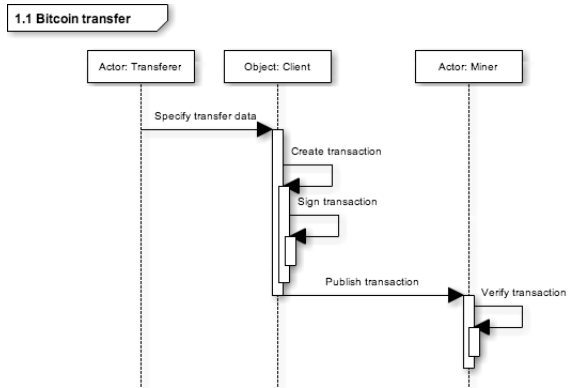 1.1 Bitcoin transfer
Actor: Transferer
Object: Client
Actor: Miner
Specify transfer data
Create transaction
Sign transaction
Publish transaction
Verify transaction